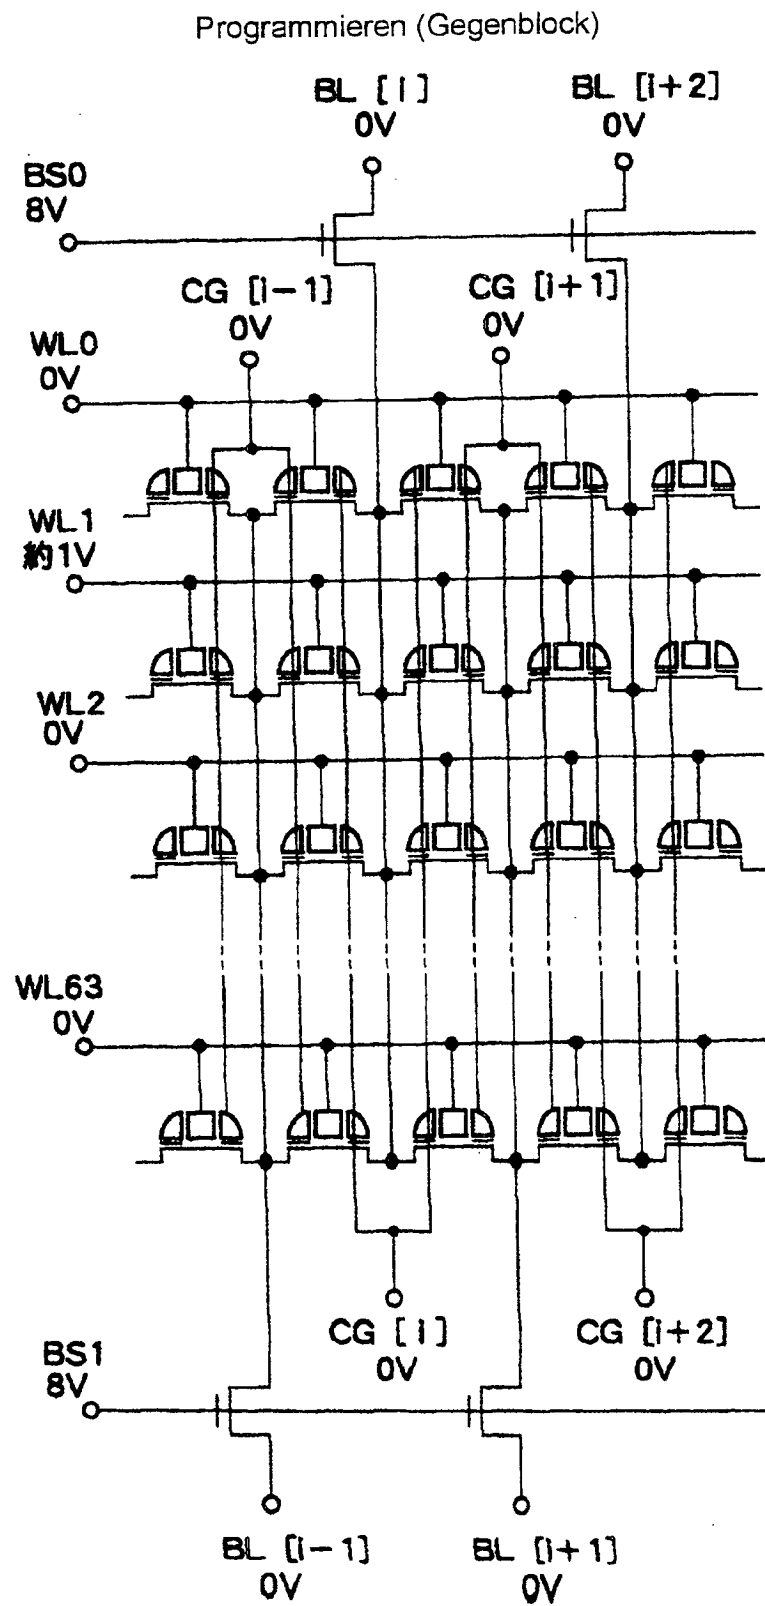 Programmieren (Gegenblock)
BL [i]
0V
BL [i+2]
0V
BS0
8V
CG [i-1]
0V
CG [i+1]
0V
WL0
0V
WL1
約1V
WL2
0V
WL63
0V
CG [i]
0V
CG [i+2]
0V
BS1
8V
BL [i-1]
0V
BL [i+1]
0V